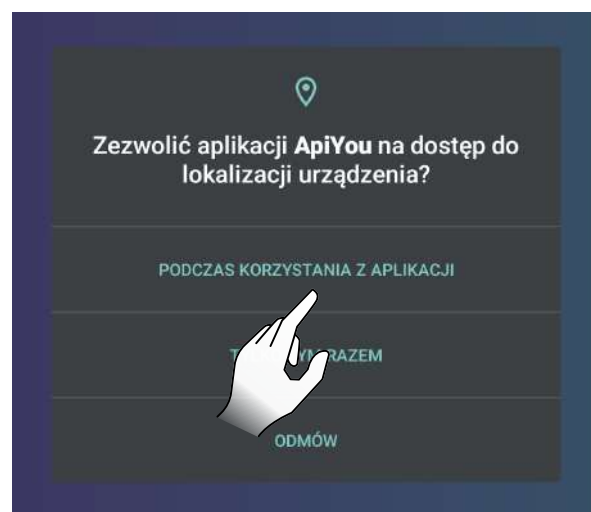 Zezwolić aplikacji ApiYou na dostęp do
lokalizacji urządzenia?
PODCZAS KORZYSTANIA Z APLIKACJI
RAZEM
ODMÓW